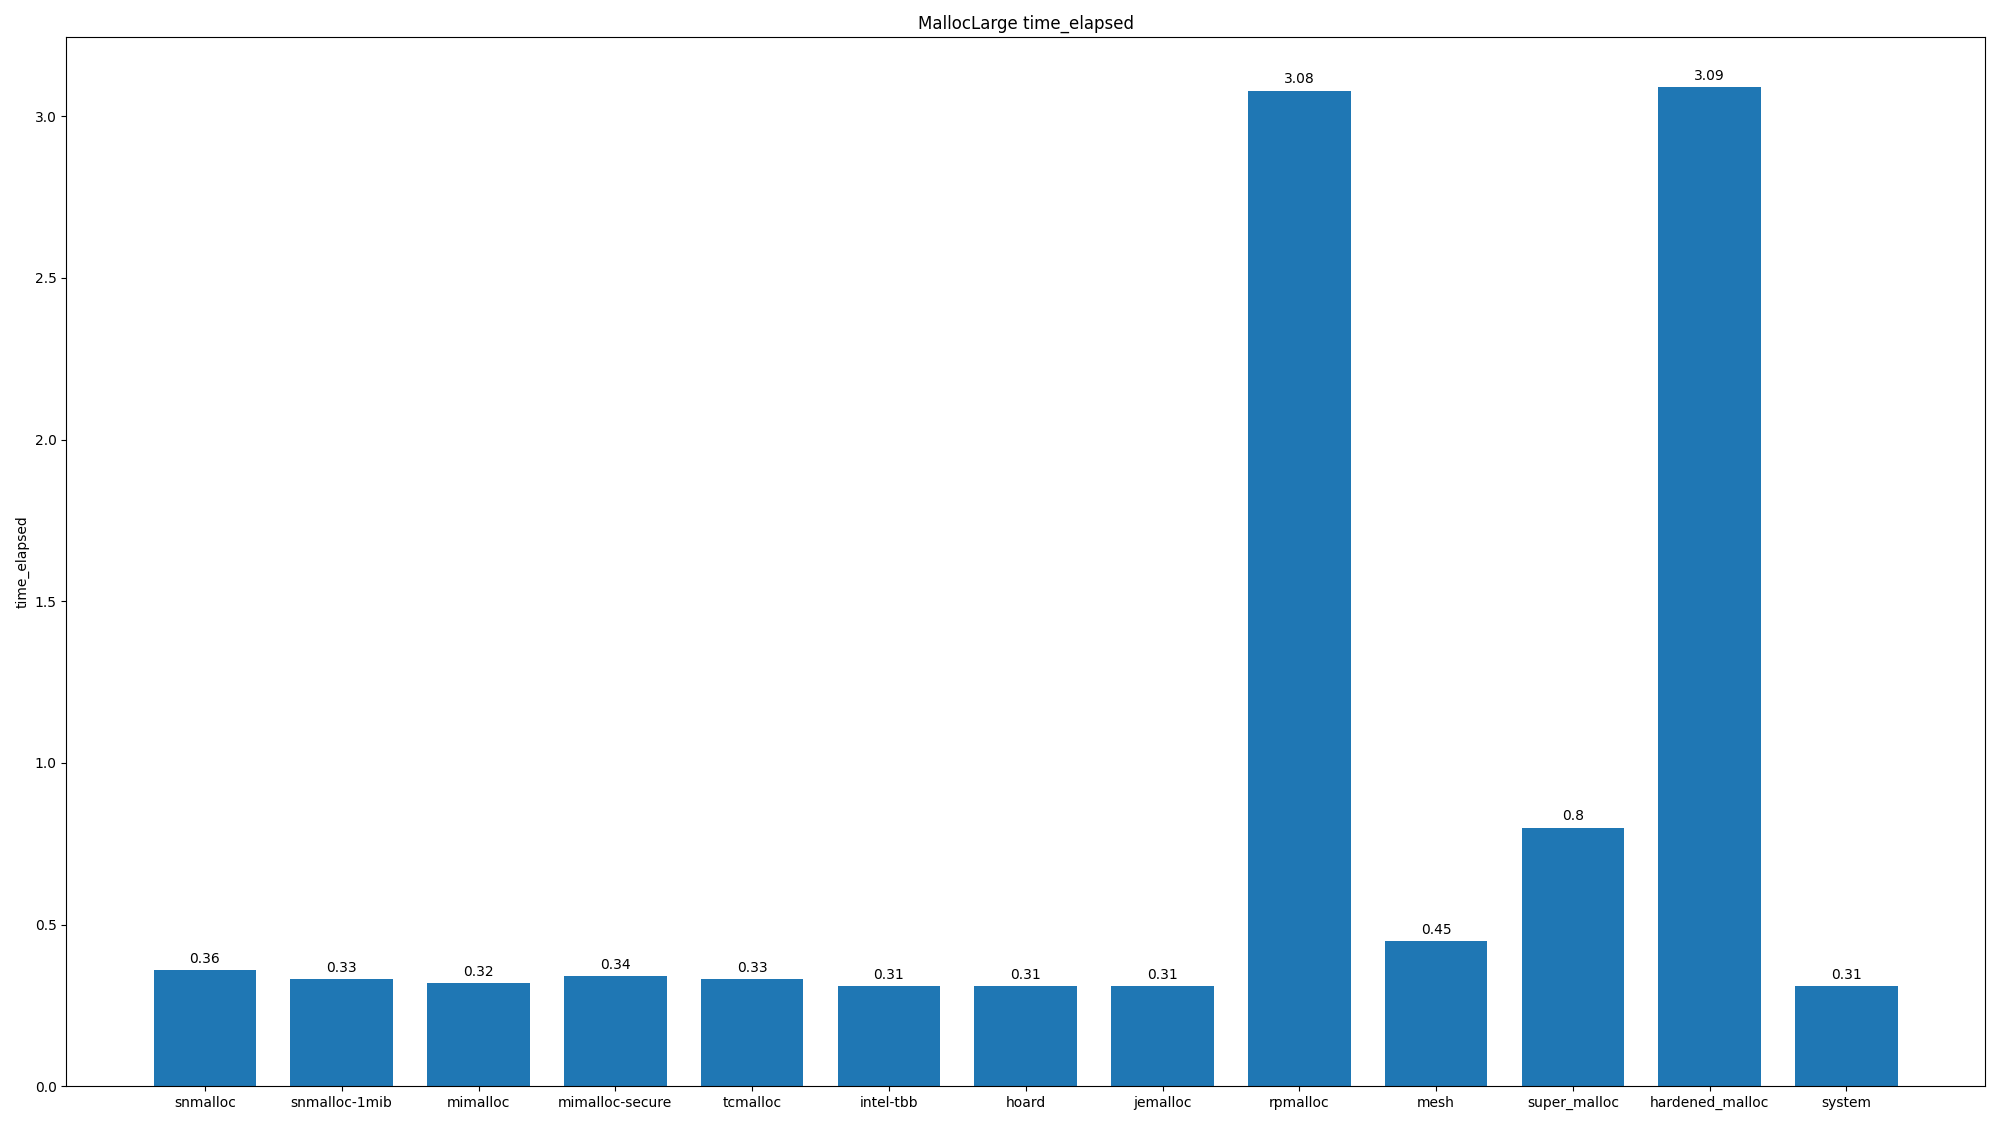 MallocLarge time_elapsed
time_elapsed
3.0
2.5
2.0
1.5
1.0
0.5
0.0
0.36
0.33
0.32
0.34
0.33
0.31
0.31
0.31
3.08
0.45
0.8
3.09
0.31
snmalloc
snmalloc-1mib
mimalloc
mimalloc-secure
tcmalloc
intel-tbb
hoard
jemalloc
rpmalloc
mesh
super_malloc
hardened_malloc
system